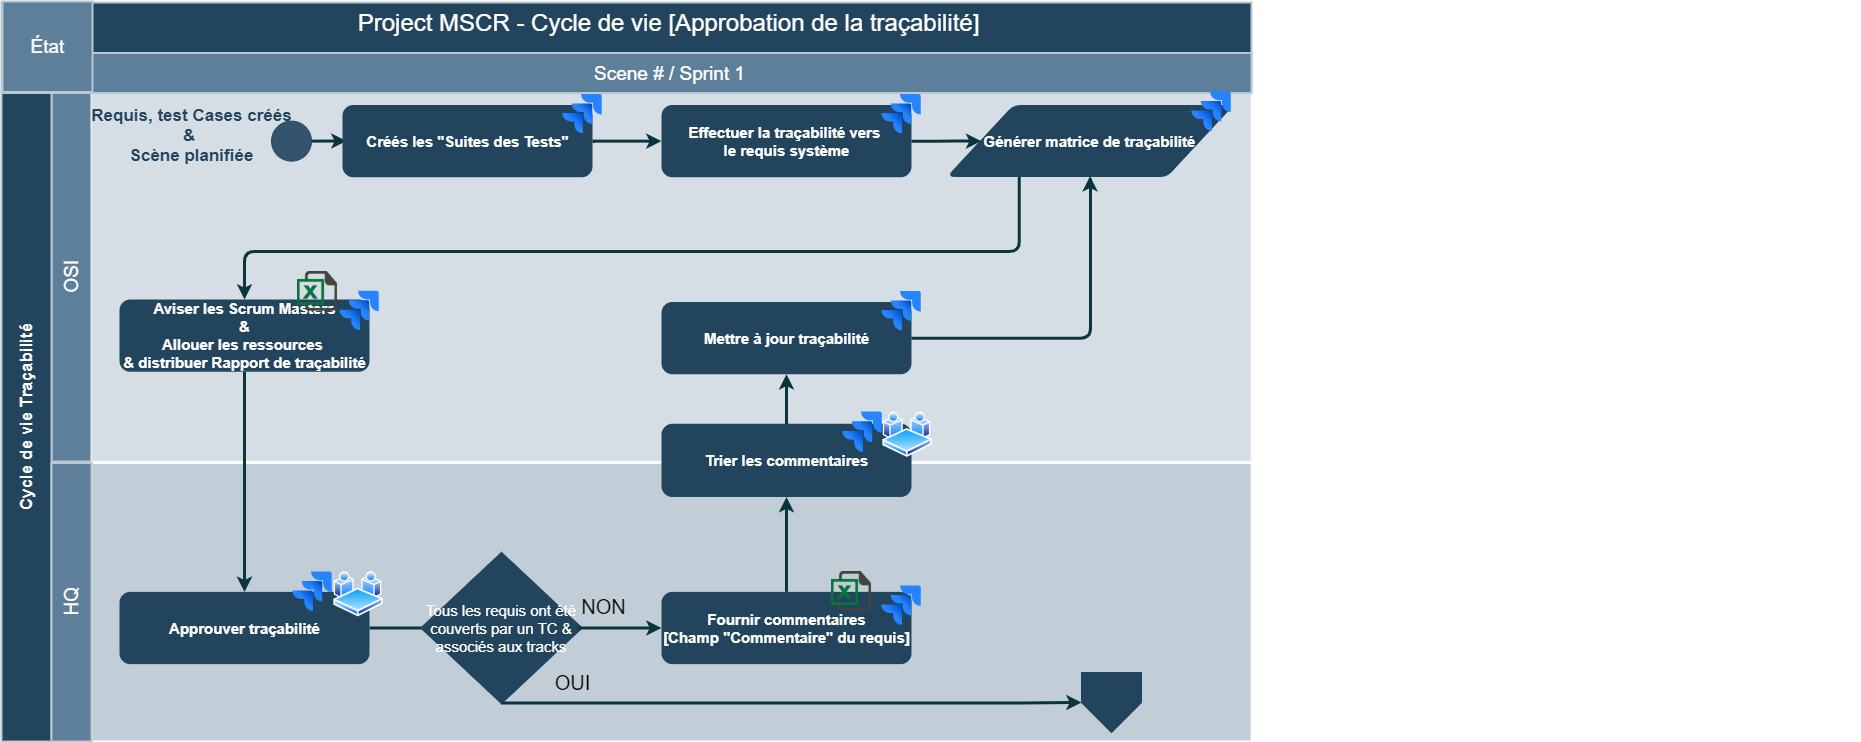 État
Project MSCR - Cycle de vie [Approbation de la traçabilité]
Scene # / Sprint 1
Cycle de vie Traçabilité
OSI
Requis, test Cases créés
&
Scène planifiée
Créés les "Suites des Tests"
Effectuer la traçabilité vers
le requis système
Générer matrice de traçabilité
Aviser les Scrum Masters
&
Allouer les ressources
& distribuer Rapport de traçabilité
Mettre à jour traçabilité
Trier les commentaires
HQ
Approuver traçabilité
Tous les requis ont été
couverts par un TC &
associés aux tracks
NON
Fournir commentaires
[Champ "Commentaire" du requis]
OUI